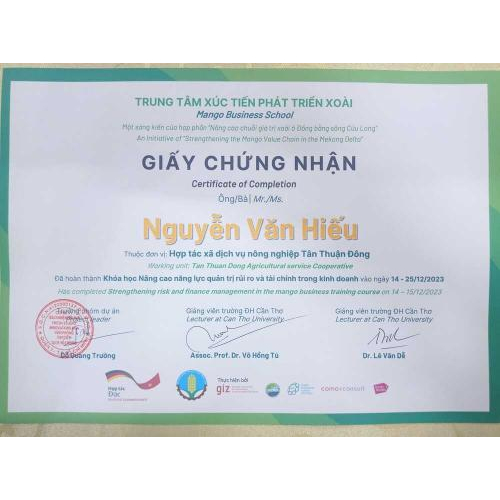 TRUNG TÂM XÚC TIẾN PHÁT TRIỂN XOÀI
Mango Business School
Một sáng kiến của hợp phần "Nâng cao chuỗi giá trị xoài ở Đồng bằng sông Cửu Long"
An Initiative of "Strengthening the Mango Value Chain in the Mekong Delta"
GIẤY CHỨNG NHẬN
Certificate of Completion
Ông/Bà| Mr./Ms.
Nguyễn Văn Hiếu
Thuộc đơn vị: Hợp tác xã dịch vụ nông nghiệp Tân Thuận Đông
Working unit: Tan Thuan Dong Agricultural service Cooperative
Đã hoàn thành Khóa học Nâng cao năng lực quản trị rủi ro và tài chính trong kinh doanh vào ngày 14 - 25/12/2023
Has completed Strengthening risk and finance management in the mango business training course on 14 - 15/12/2023
Trưởng nhóm dự án Giảng viên trường ĐH Cần Thơ Giảng viên trường ĐH Cần Thơ
Leader Lecturer at Can Tho University Lecturer at Can Tho University
Đỗ Quang Trường Assoc. Prof. Dr. Võ Hồng Tú Dr. Lê Văn Dễ
Hợp tác
Đức
Thực hiện bởi
giz
comoconsult